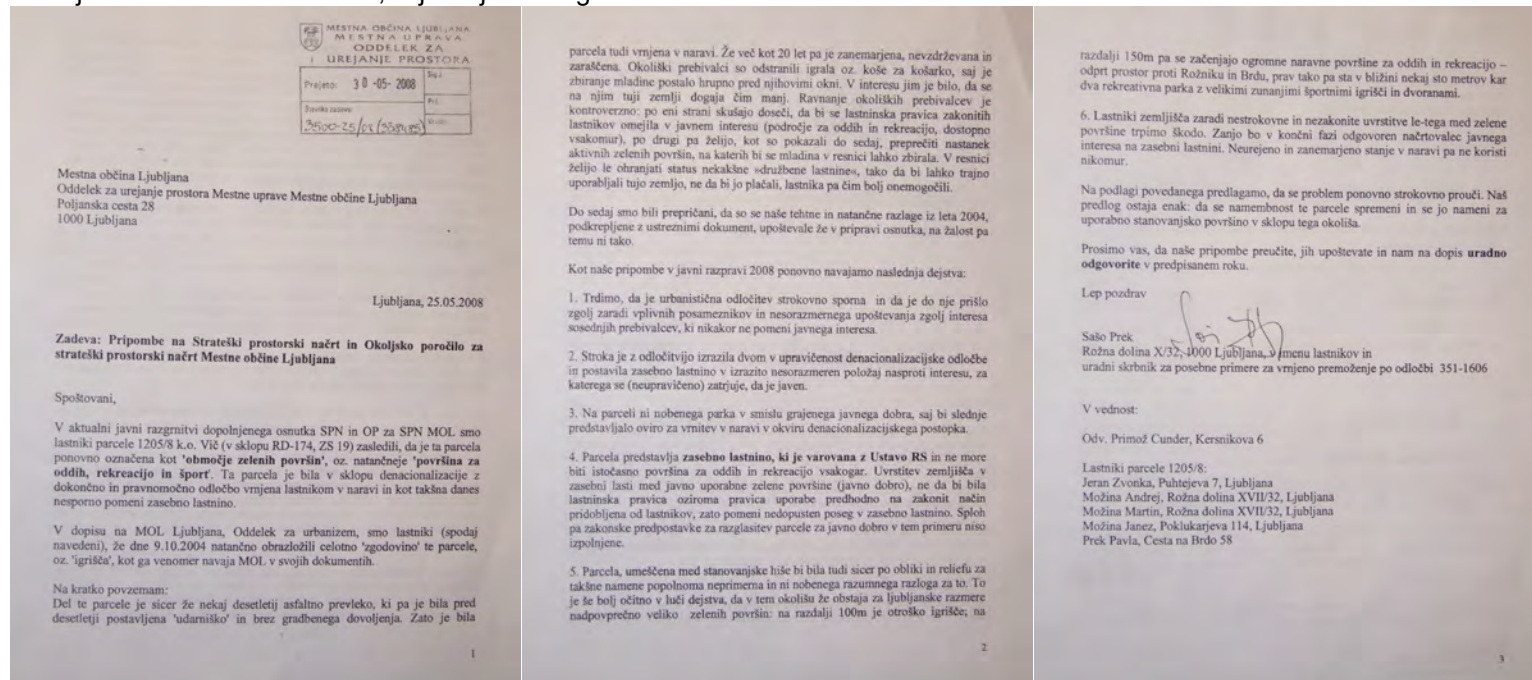 MESTNA OBČINA LJUBLJANA
MESTNA UPRAVA
ODDELEK ZA
UREJANJE PROSTORA
Prejeto: 30 -05- 2008
Mestna občina Ljubljana
Oddelek za urejanje prostora Mestne uprave Mestne občine Ljubljana
Poljanska cesta 28
1000 Ljubljana
Ljubljana, 25.05.2008
Zadeva: Pripombe na Strateški prostorski načrt in Okoljsko poročilo za
strateški prostorski načrt Mestne občine Ljubljana
Spoštovani,
V aktualni javni razgrnitvi dopolnjenega osnutka SPN in OP za SPN MOL smo
lastniki parcele 1205/8 k.o. Vič (v sklopu RD-174, ZS 19) zasledili, da je ta parcela
ponovno označena kot 'območje zelenih površin', oz. natančneje 'površina za
oddih, rekreacijo in šport'. Ta parcela je bila v sklopu denacionalizacije z
dokončno in pravnomočno odločbo vrnjena lastnikom v naravi in kot takšna danes
nesporno pomeni zasebno lastnino.
V dopisu na MOL Ljubljana, Oddelek za urbanizem, smo lastniki (spodaj
navedeni), že dne 9.10.2004 natančno obrazložili celotno 'zgodovino' te parcele,
oz. 'igrišča', kot ga venomer navaja MOL v svojih dokumentih.
Na kratko povzemam:
Del te parcele je sicer že nekaj desetletij asfaltno prevleko, ki pa je bila pred
desetletji postavljena 'udarniško' in brez gradbenega dovoljenja. Zato je bila
1
parcela tudi vrnjena v naravi. Že več kot 20 let pa je zanemarjena, nevzdrževana in
zaraščena. Okoliški prebivalci so odstranili igrala oz. koše za košarko, saj je
zbiranje mladine postalo hrupno pred njihovimi okni. V interesu jim je bilo, da se
na njim tuji zemlji dogaja čim manj. Ravnanje okoliških prebivalcev je
kontroverzno: po eni strani skušajo doseči, da bi se lastninska pravica zakonitih
lastnikov omejila v javnem interesu (področje za oddih in rekreacijo, dostopno
vsakomur), po drugi pa želijo, kot so pokazali do sedaj, preprečiti nastanek
aktivnih zelenih površin, na katerih bi se mladina v resnici lahko zbirala. V resnici
želijo le ohranjati status nekakšne »družbene lastnine«, tako da bi lahko trajno
uporabljali tujo zemljo, ne da bi jo plačali, lastnika pa čim bolj onemogočili.
Do sedaj smo bili prepričani, da so se naše tehtne in natančne razlage iz leta 2004,
podkrepljene z ustreznimi dokument, upoštevale že v pripravi osnutka, na žalost pa
temu ni tako.
Kot naše pripombe v javni razpravi 2008 ponovno navajamo naslednja dejstva:
1. Trdimo, da je urbanistična odločitev strokovno sporna in da je do nje prišlo
zgolj zaradi vplivnih posameznikov in nesorazmernega upoštevanja zgolj interesa
sosednjih prebivalcev, ki nikakor ne pomeni javnega interesa.
2. Stroka je z odločitvijo izrazila dvom v upravičenost denacionalizacijske odločbe
in postavila zasebno lastnino v izrazito nesorazmeren položaj nasproti interesu, za
katerega se (neupravičeno) zatrjuje, da je javen.
3. Na parceli ni nobenega parka v smislu grajenega javnega dobra, saj bi slednje
predstavljalo oviro za vrnitev v naravi v okviru denacionalizacijskega postopka.
4. Parcela predstavlja zasebno lastnino, ki je varovana z Ustavo RS in ne more
biti istočasno površina za oddih in rekreacijo vsakogar. Uvrstitev zemljišča v
zasebni lasti med javno uporabne zelene površine (javno dobro), ne da bi bila
lastninska pravica oziroma pravica uporabe predhodno na zakonit način
pridobljena od lastnikov, zato pomeni nedopusten poseg v zasebno lastnino. Sploh
pa zakonske predpostavke za razglasitev parcele za javno dobro v tem primeru niso
izpolnjene.
5. Parcela, umeščena med stanovanjske hiše bi bila tudi sicer po obliki in reliefu za
takšne namene popolnoma neprimerna in ni nobenega razumnega razloga za to. To
je še bolj očitno v luči dejstva, da v tem okolišu že obstaja za ljubljanske razmere
nadpovprečno veliko zelenih površin: na razdalji 100m je otroško igrišče; na
2
razdalji 150m pa se začenjajo ogromne naravne površine za oddih in rekreacijo –
odprt prostor proti Rožniku in Brdu, prav tako pa sta v bližini nekaj sto metrov kar
dva rekreativna parka z velikimi zunanjimi športnimi igrišči in dvoranami.
6. Lastniki zemljišča zaradi nestrokovne in nezakonite uvrstitve le-tega med zelene
površine trpimo škodo. Zanjo bo v končni fazi odgovoren načrtovalec javnega
interesa na zasebni lastnini. Neurejeno in zanemarjeno stanje v naravi pa ne koristi
nikomur.
Na podlagi povedanega predlagamo, da se problem ponovno strokovno prouči. Naš
predlog ostaja enak: da se namembnost te parcele spremeni in se jo nameni za
uporabno stanovanjsko površino v sklopu tega okoliša.
Prosimo vas, da naše pripombe preučite, jih upoštevate in nam na dopis uradno
odgovorite v predpisanem roku.
Lep pozdrav
Sašo Prek
Rožna dolina X/32, 1000 Ljubljana, v imenu lastnikov in
uradni skrbnik za posebne primere za vrnjeno premoženje po odločbi 351-1606
V vednost:
Odv. Primož Cunder, Kersnikova 6
Lastniki parcele 1205/8:
Jeran Zvonka, Puhtejeva 7, Ljubljana
Možina Andrej, Rožna dolina XVII/32, Ljubljana
Možina Martin, Rožna dolina XVII/32, Ljubljana
Možina Janez, Poklukarjeva 114, Ljubljana
Prek Pavla, Cesta na Brdo 58
3